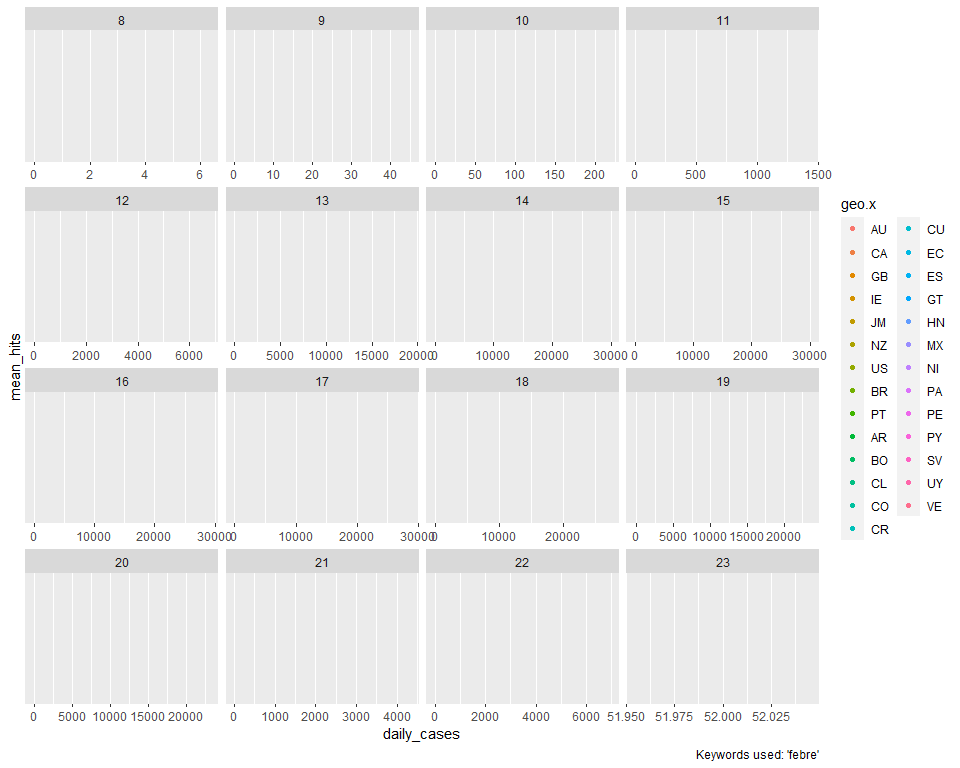 8 9 10 11
0 2 4 6 0 10 20 30 40 0 50 100 150 200 0 500 1000 1500
12 13 14 15
0 2000 4000 6000 0 5000 10000 15000 20000 0 10000 20000 30000 0 10000 20000 30000
16 17 18 19
0 10000 20000 30000 0 10000 20000 30000 0 10000 20000 0 5000 10000 15000 20000
20 21 22 23
0 5000 10000 15000 20000 0 1000 2000 3000 4000 0 2000 4000 6000 51.950 51.975 52.000 52.025
mean_hits
daily_cases
Keywords used: 'febre'
geo.x
AU CU
CA EC
GB ES
IE GT
JM HN
NZ MX
US NI
BR PA
PT PE
AR PY
BO SV
CL UY
CO VE
CR